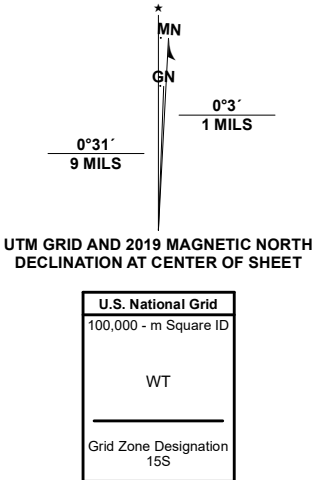 ★
MN
GN
0°3´
1 MILS
0°31´
9 MILS
UTM GRID AND 2019 MAGNETIC NORTH
DECLINATION AT CENTER OF SHEET
U.S. National Grid
100,000 - m Square ID
WT
Grid Zone Designation
15S